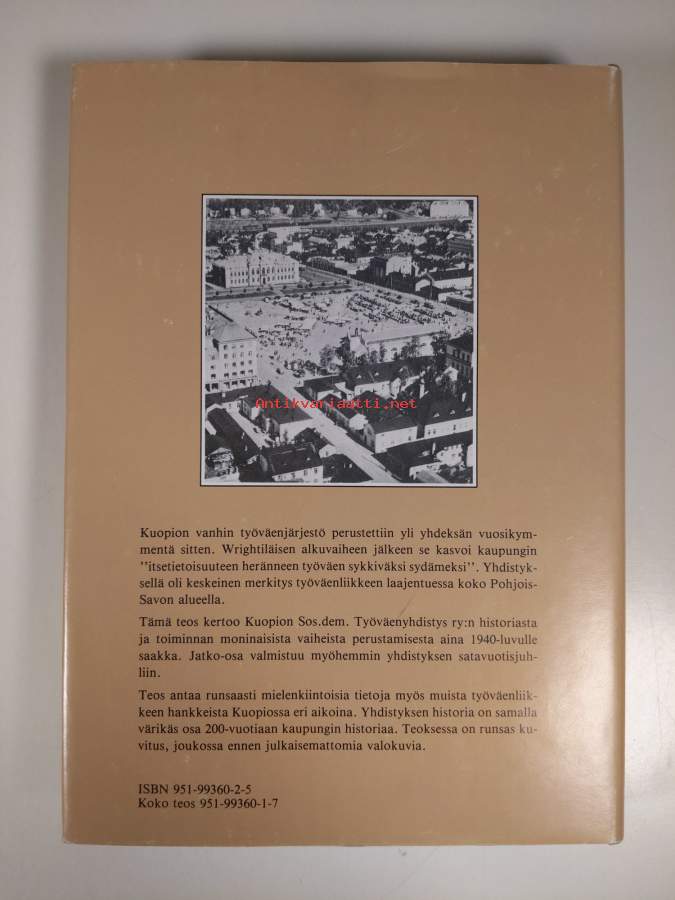 Antikvariaatti.net
Kuopion vanhin työväenjärjestö perustettiin yli yhdeksän vuosikym-
mentä sitten. Wrightiläisen alkuvaiheen jälkeen se kasvoi kaupungin
''itsetietoisuuteen heränneen työväen sykkiväksi sydämeksi''. Yhdistyk-
sellä oli keskeinen merkitys työväenliikkeen laajentuessa koko Pohjois-
Savon alueella.
Tämä teos kertoo Kuopion Sos.dem. Työväenyhdistys ry:n historiasta
ja toiminnan moninaisista vaiheista perustamisesta aina 1940-luvulle
saakka. Jatko-osa valmistuu myöhemmin yhdistyksen satavuotisjuh-
liin.
Teos antaa runsaasti mielenkiintoisia tietoja myös muista työväenliik-
keen hankkeista Kuopiossa eri aikoina. Yhdistyksen historia on samalla
värikäs osa 200-vuotiaan kaupungin historiaa. Teoksessa on runsas ku-
vitus, joukossa ennen julkaisemattomia valokuvia.
ISBN 951-99360-2-5
Koko teos 951-99360-1-7